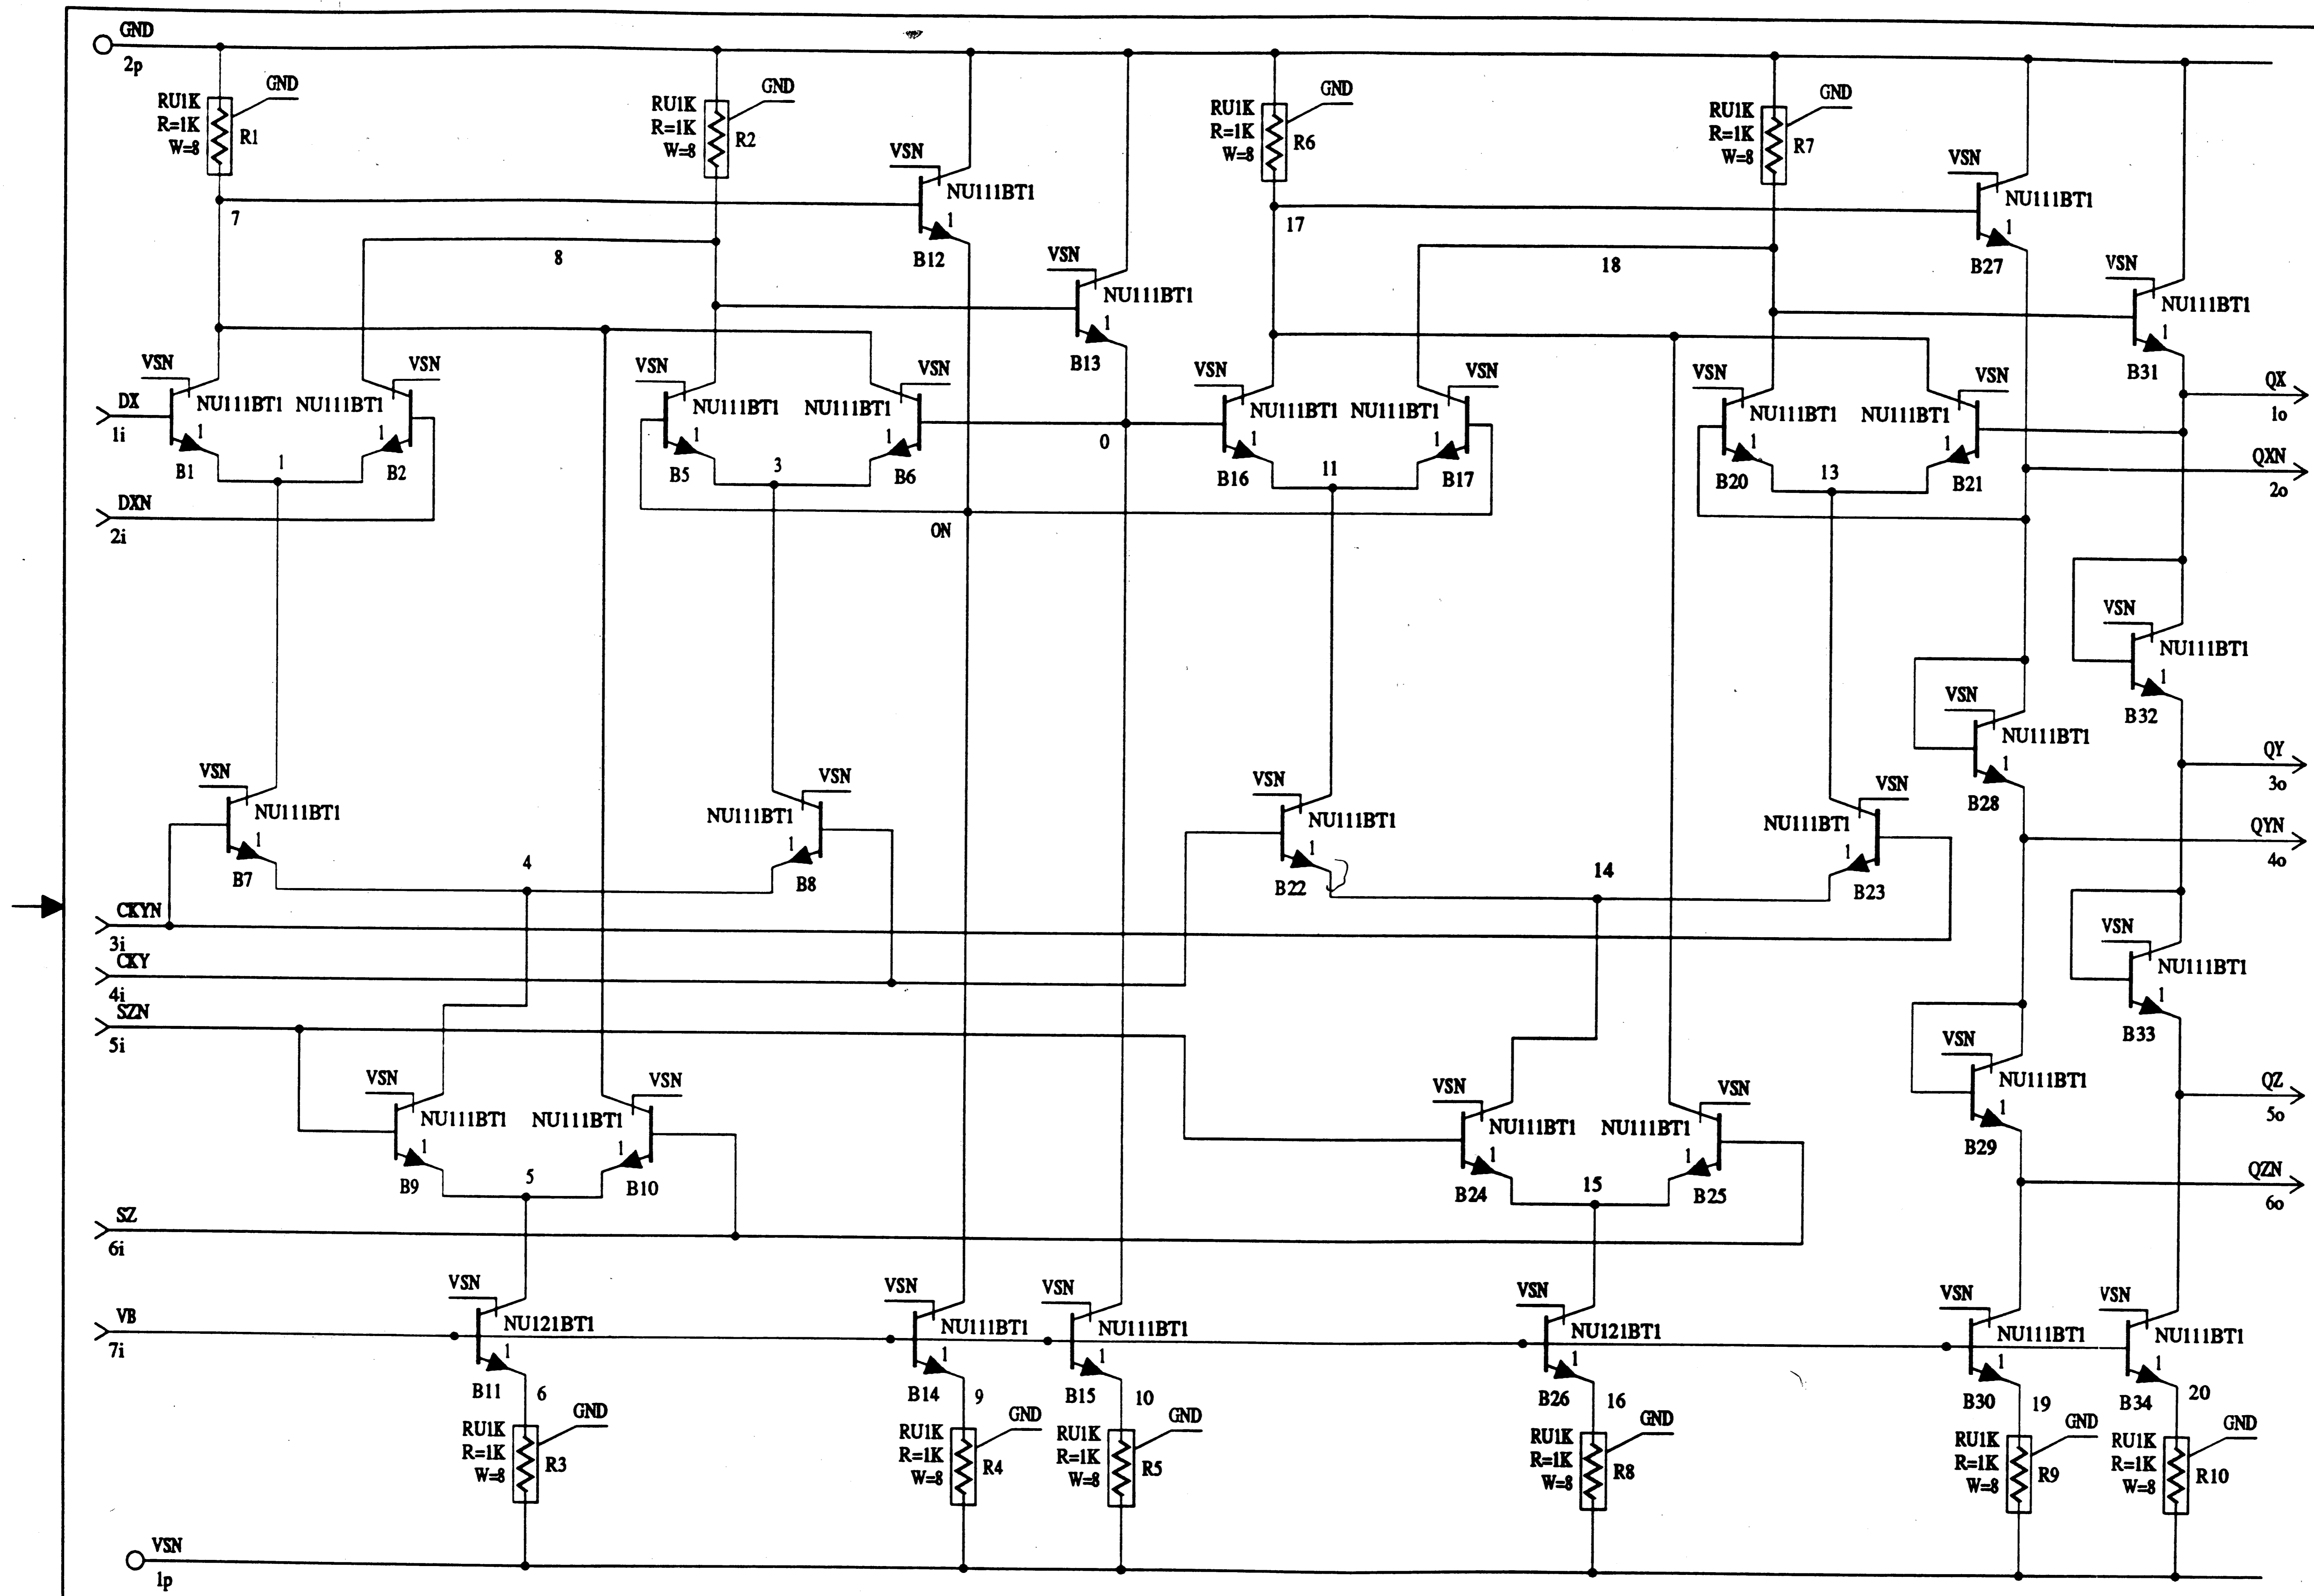 GND
2p
GND
RU1K
R=1K
W=8
R1
GND
RU1K
R=1K
W=8
R2
GND
RU1K
R=1K
W=8
R6
GND
RU1K
R=1K
W=8
R7
VSN
NU111BT1
1
B12
VSN
NU111BT1
1
B27
7
8
17
18
VSN
NU111BT1
1
B13
VSN
NU111BT1
1
B31
DX
1i
VSN
NU111BT1
1
B1
1
VSN
NU111BT1
1
B2
VSN
NU111BT1
1
B5
3
VSN
NU111BT1
1
B6
0
VSN
NU111BT1
1
B16
11
VSN
NU111BT1
1
B17
VSN
NU111BT1
1
B20
13
VSN
NU111BT1
1
B21
QX
1o
QXN
2o
DXN
2i
ON
VSN
NU111BT1
1
B32
VSN
NU111BT1
1
B28
QY
3o
QYN
4o
VSN
NU111BT1
1
B7
4
VSN
NU111BT1
1
B8
VSN
NU111BT1
1
B22
14
VSN
NU111BT1
1
B23
CKYN
3i
CKY
4i
SZN
5i
VSN
NU111BT1
1
B33
VSN
NU111BT1
1
B29
QZ
5o
QZN
6o
VSN
NU111BT1
1
B9
5
VSN
NU111BT1
1
B10
VSN
NU111BT1
1
B24
15
VSN
NU111BT1
1
B25
SZ
6i
VB
7i
VSN
NU121BT1
1
B11
6
VSN
NU111BT1
1
B14
9
VSN
NU111BT1
1
B15
10
VSN
NU121BT1
1
B26
16
VSN
NU111BT1
1
B30
19
VSN
NU111BT1
1
B34
20
GND
RU1K
R=1K
W=8
R3
GND
RU1K
R=1K
W=8
R4
GND
RU1K
R=1K
W=8
R5
GND
RU1K
R=1K
W=8
R8
GND
RU1K
R=1K
W=8
R9
GND
RU1K
R=1K
W=8
R10
VSN
1p